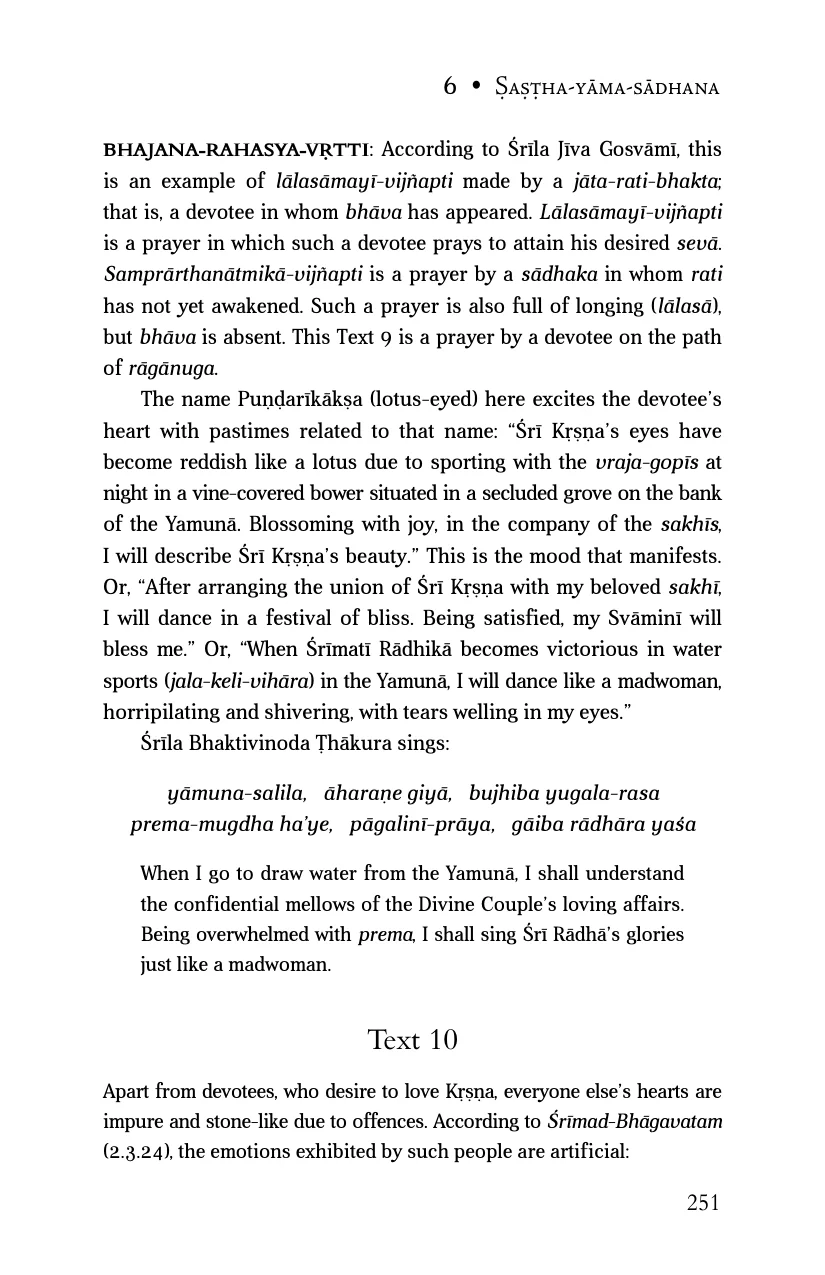 6 • Ṣaṣṭha-yāma-sādhana
BHAJANA-RAHASYA-VṚTTI: According to Śrīla Jīva Gosvāmī, this
is an example of lālasāmayī-vijñapti made by a jāta-rati-bhakta;
that is, a devotee in whom bhāva has appeared. Lālasāmayī-vijñapti
is a prayer in which such a devotee prays to attain his desired sevā.
Samprārthanātmikā-vijñapti is a prayer by a sādhaka in whom rati
has not yet awakened. Such a prayer is also full of longing (lālasā),
but bhāva is absent. This Text 9 is a prayer by a devotee on the path
of rāgānuga.
The name Puṇḍarīkākṣa (lotus-eyed) here excites the devotee’s
heart with pastimes related to that name: “Śrī Kṛṣṇa’s eyes have
become reddish like a lotus due to sporting with the vraja-gopīs at
night in a vine-covered bower situated in a secluded grove on the bank
of the Yamunā. Blossoming with joy, in the company of the sakhīs,
I will describe Śrī Kṛṣṇa’s beauty.” This is the mood that manifests.
Or, “After arranging the union of Śrī Kṛṣṇa with my beloved sakhī,
I will dance in a festival of bliss. Being satisfied, my Svāminī will
bless me.” Or, “When Śrīmatī Rādhikā becomes victorious in water
sports (jala-keli-vihāra) in the Yamunā, I will dance like a madwoman,
horripilating and shivering, with tears welling in my eyes.”
Śrīla Bhaktivinoda Ṭhākura sings:
yāmuna-salila, āharaṇe giyā, bujhiba yugala-rasa
prema-mugdha ha’ye, pāgalinī-prāya, gāiba rādhāra yaśa
When I go to draw water from the Yamunā, I shall understand
the confidential mellows of the Divine Couple’s loving affairs.
Being overwhelmed with prema, I shall sing Śrī Rādhā’s glories
just like a madwoman.
Text 10
Apart from devotees, who desire to love Kṛṣṇa, everyone else’s hearts are
impure and stone-like due to offences. According to Śrīmad-Bhāgavatam
(2.3.24), the emotions exhibited by such people are artificial:
251